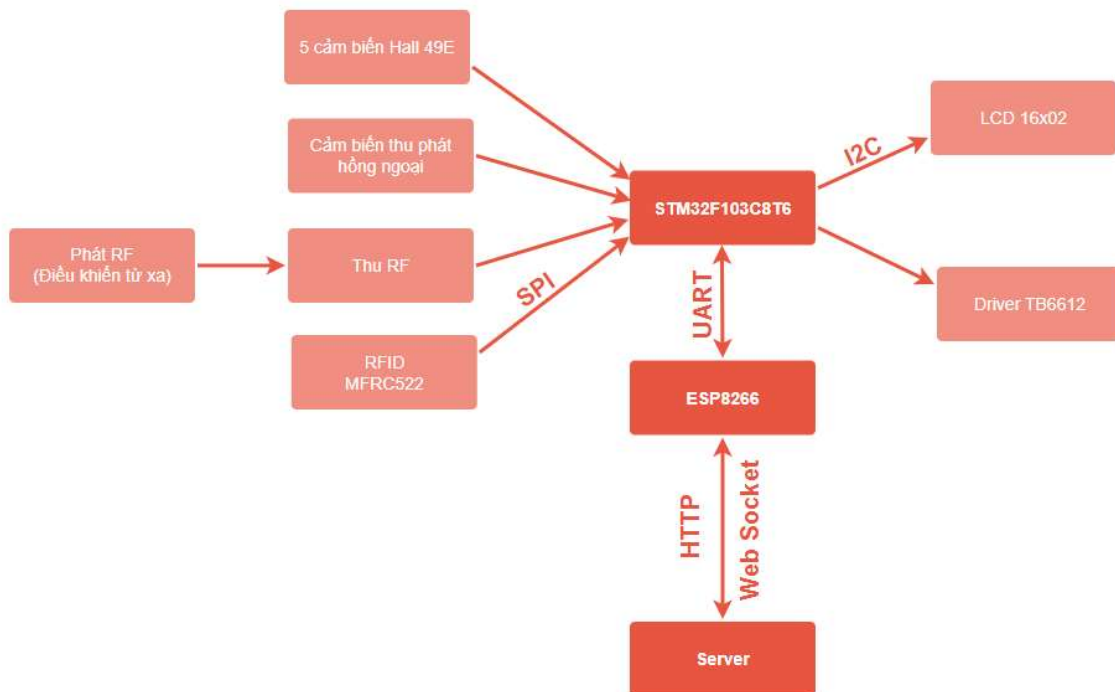 5 cảm biến Hall 49E
Cảm biến thu phát
hồng ngoại
Phát RF
(Điều khiển từ xa)
Thu RF
RFID
MFRC522
SPI
STM32F103C8T6
I2C
LCD 16x02
Driver TB6612
UART
ESP8266
HTTP
Web Socket
Server